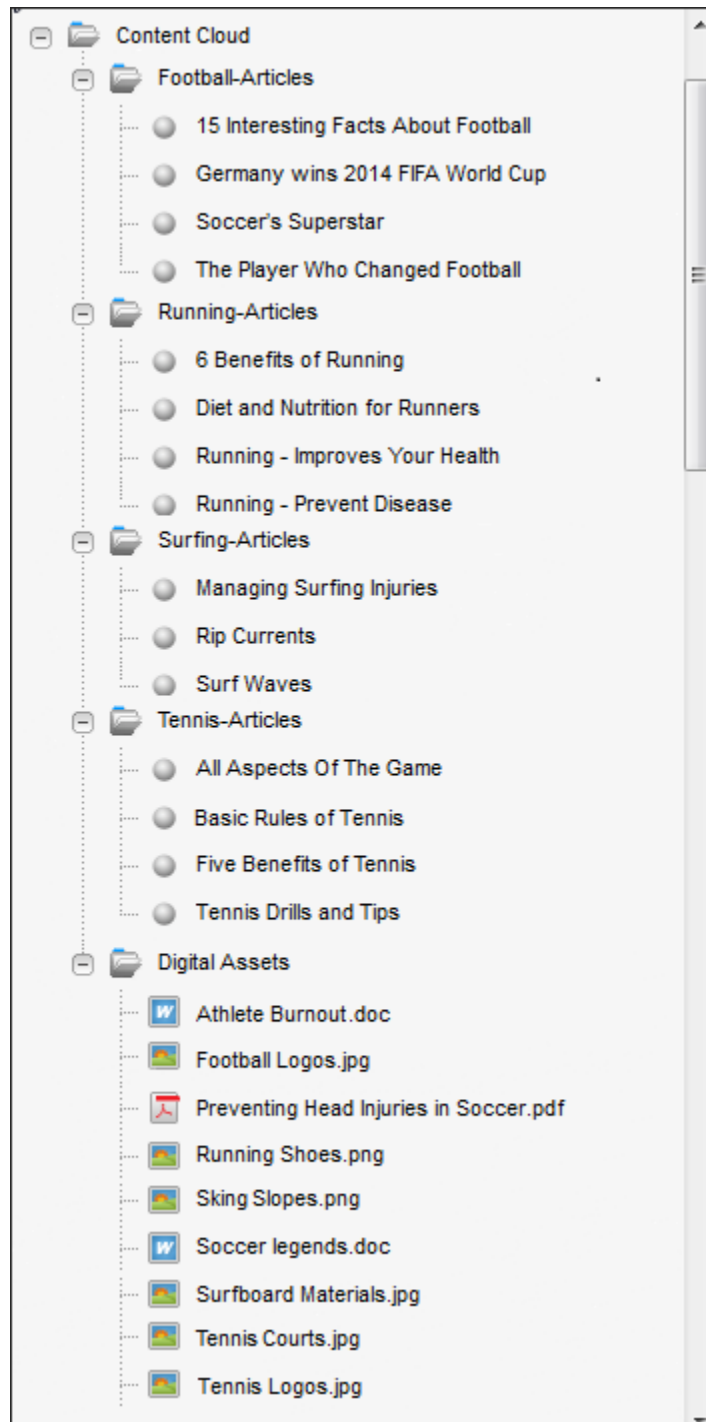 Content Cloud
Football-Articles
15 Interesting Facts About Football
Germany wins 2014 FIFA World Cup
Soccer's Superstar
The Player Who Changed Football
Running-Articles
6 Benefits of Running
Diet and Nutrition for Runners
Running - Improves Your Health
Running - Prevent Disease
Surfing-Articles
Managing Surfing Injuries
Rip Currents
Surf Waves
Tennis-Articles
All Aspects Of The Game
Basic Rules of Tennis
Five Benefits of Tennis
Tennis Drills and Tips
Digital Assets
Athlete Burnout.doc
Football Logos.jpg
Preventing Head Injuries in Soccer.pdf
Running Shoes.png
Sking Slopes.png
Soccer legends.doc
Surfboard Materials.jpg
Tennis Courts.jpg
Tennis Logos.jpg